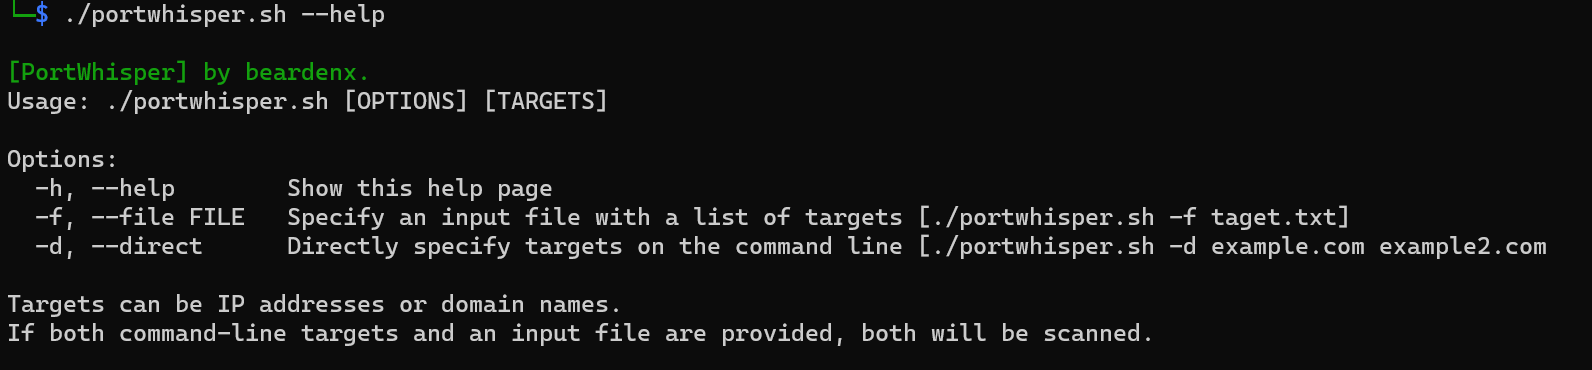 └─$ ./portwhisper.sh --help
[PortWhisper] by beardenx.
Usage: ./portwhisper.sh [OPTIONS] [TARGETS]
Options:
-h, --help Show this help page
-f, --file FILE Specify an input file with a list of targets [./portwhisper.sh -f taget.txt]
-d, --direct Directly specify targets on the command line [./portwhisper.sh -d example.com example2.com
Targets can be IP addresses or domain names.
If both command-line targets and an input file are provided, both will be scanned.